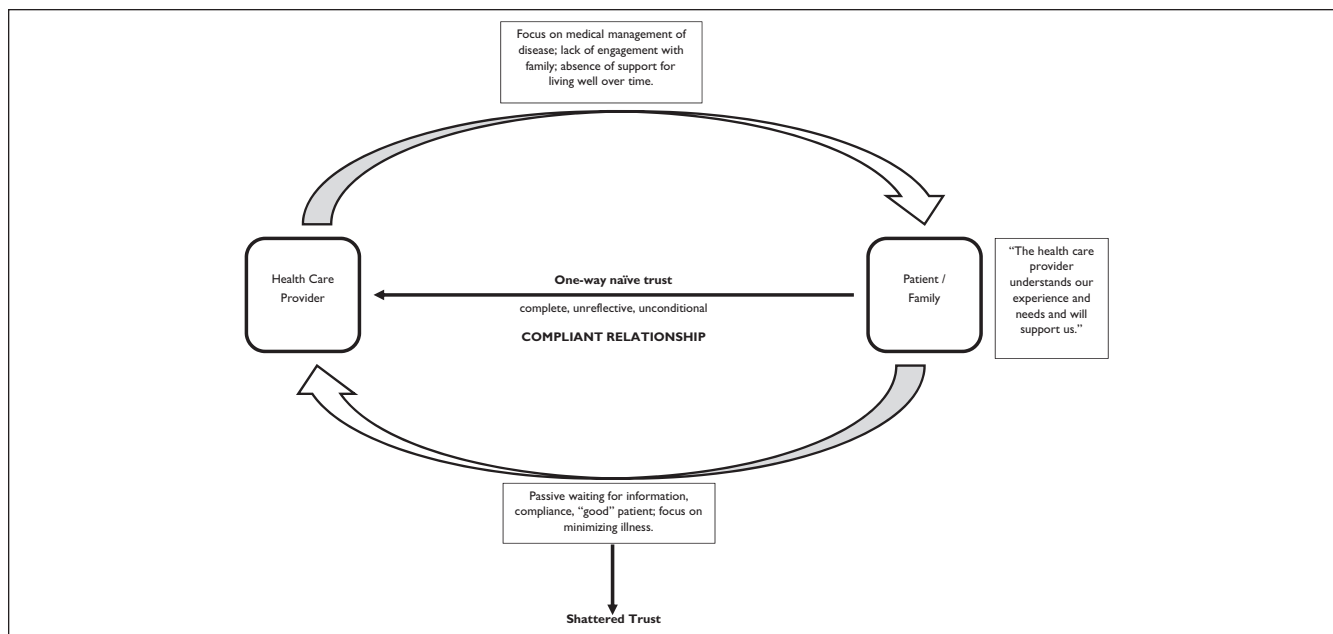 Focus on medical management of
disease; lack of engagement with
family; absence of support for
living well over time.
Health Care
Provider
One-way naïve trust
complete, unreflective, unconditional
COMPLIANT RELATIONSHIP
Patient /
Family
“The health care
provider
understands our
experience and
needs and will
support us.”
Passive waiting for information,
compliance, “good” patient; focus on
minimizing illness.
Shattered Trust